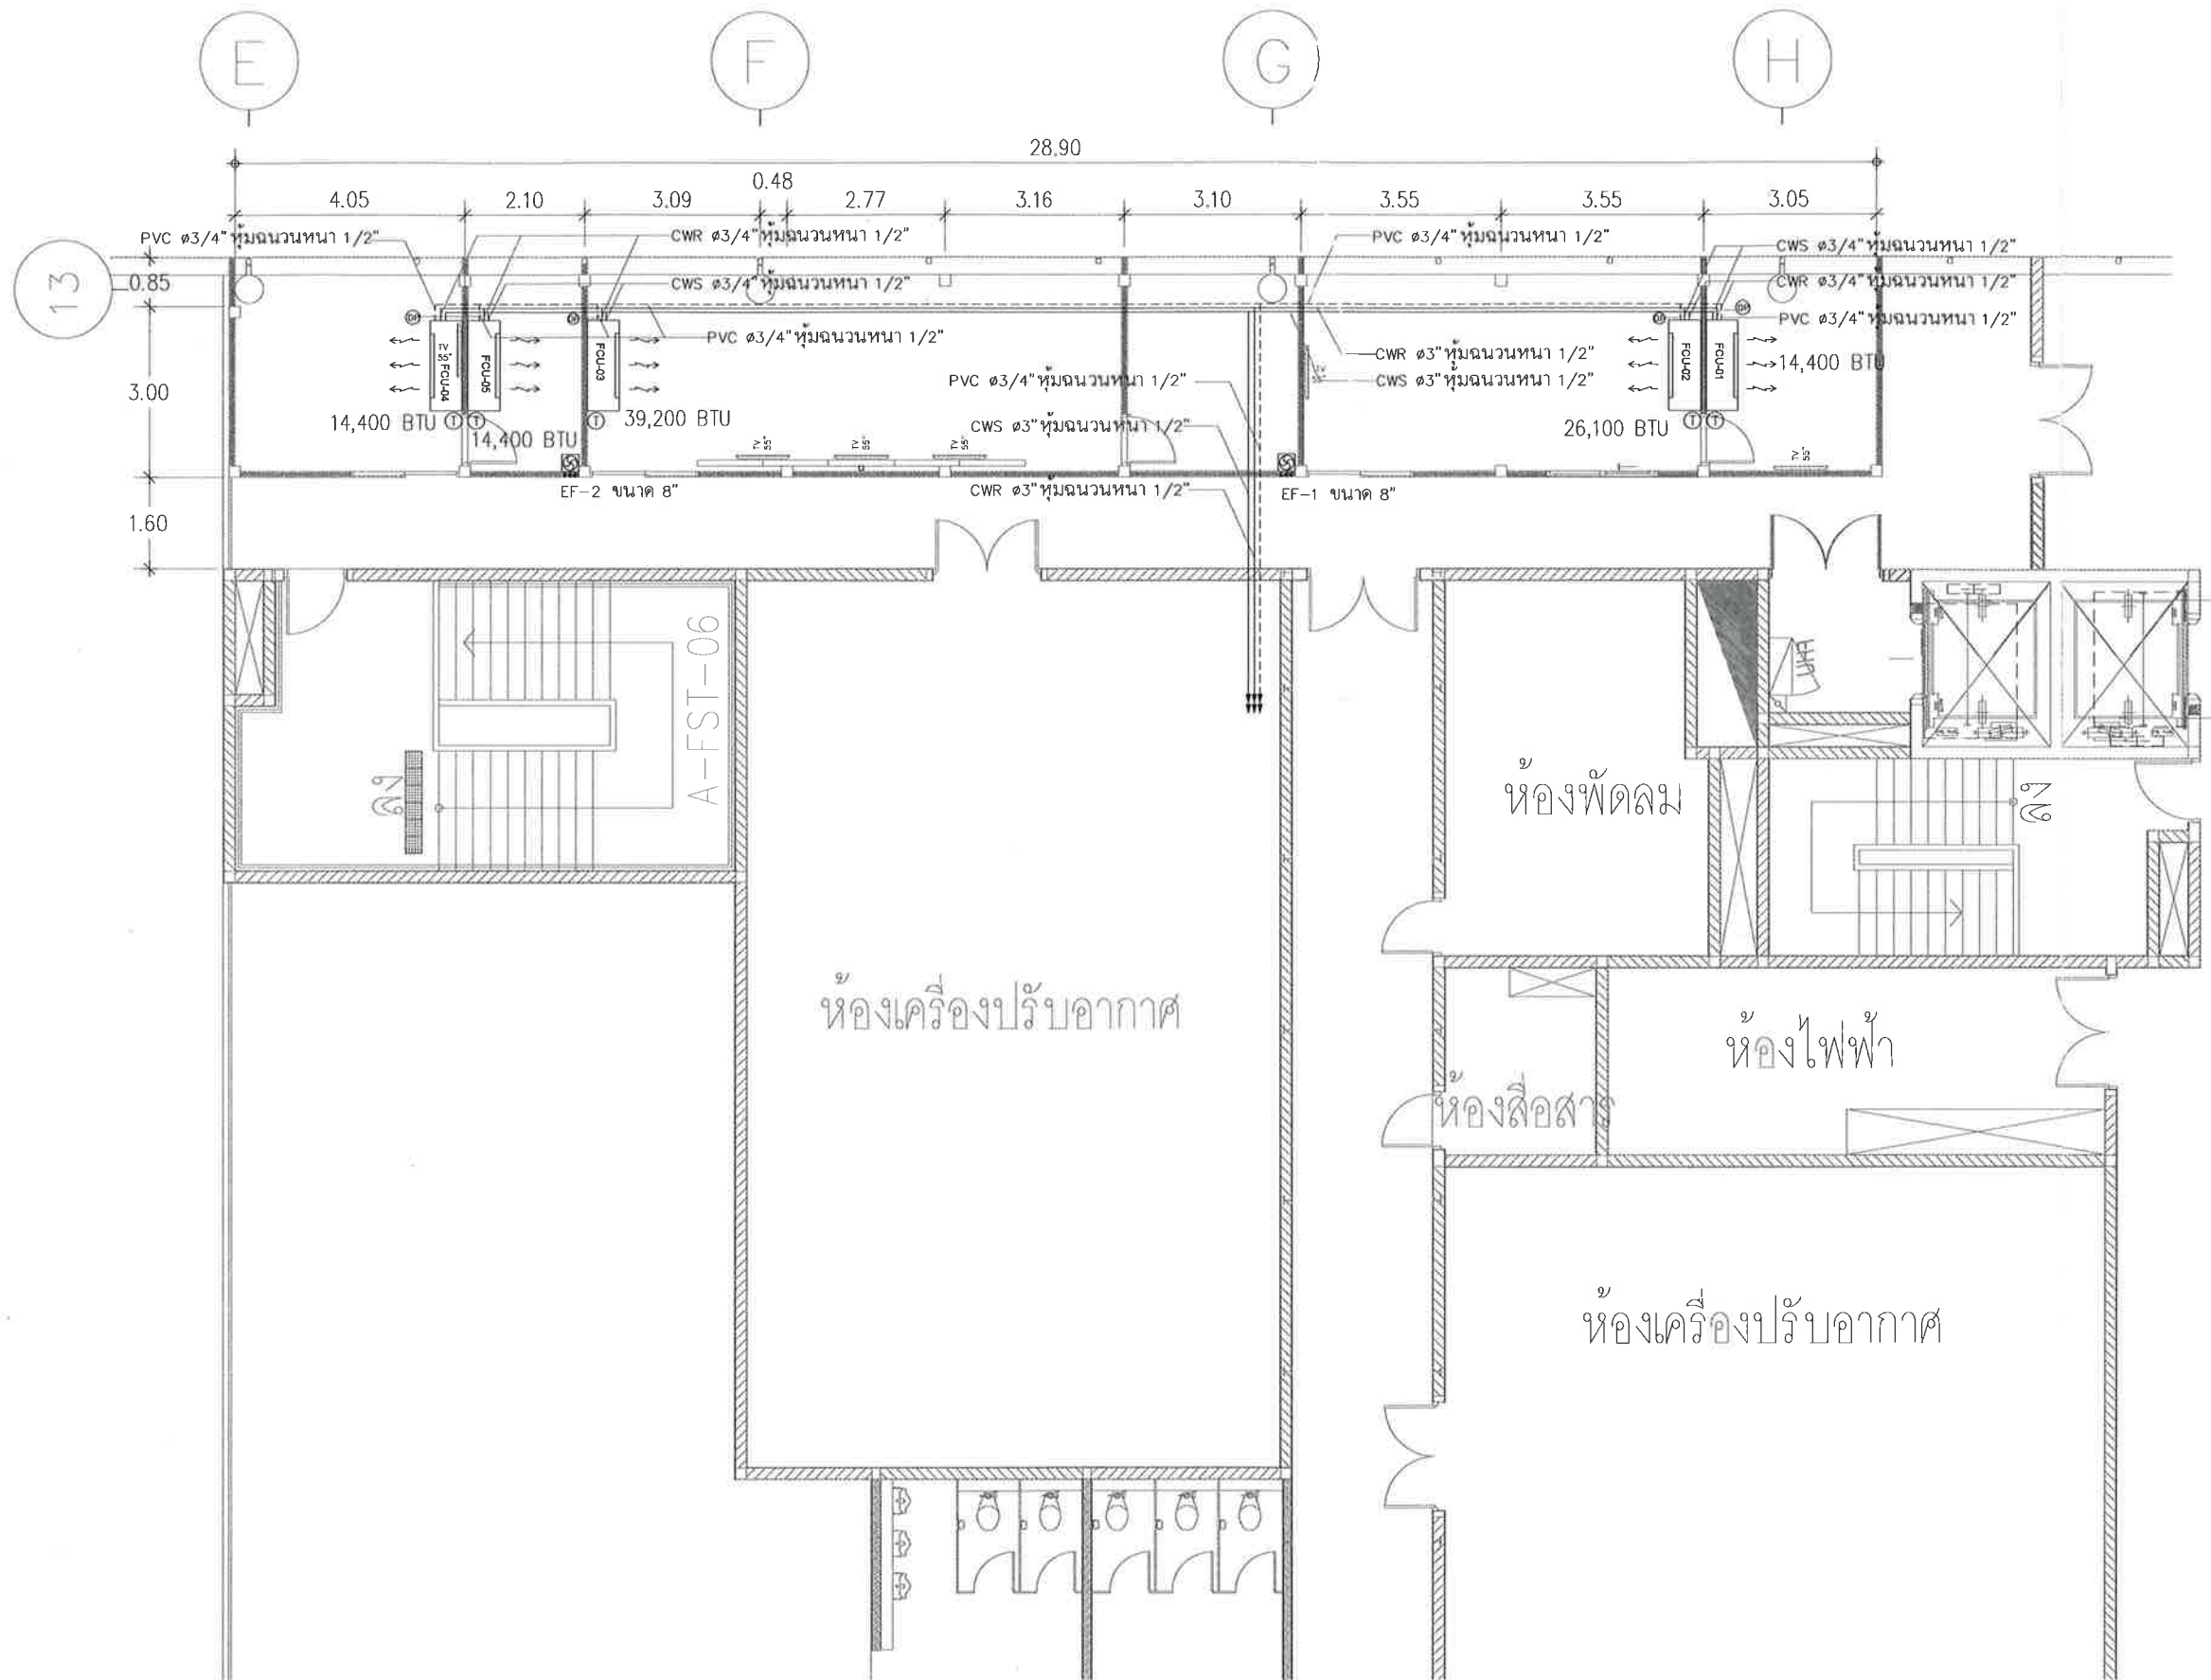 E
F
G
H
28.90
4.05
2.10
3.09
0.48
2.77
3.16
3.10
3.55
3.55
3.05
PVC ø3/4"หุ้มฉนวนหนา 1/2"
CWR ø3/4"หุ้มฉนวนหนา 1/2"
PVC ø3/4"หุ้มฉนวนหนา 1/2"
CWS ø3/4"หุ้มฉนวนหนา 1/2"
13
0.85
CWS ø3/4"หุ้มฉนวนหนา 1/2"
CWR ø3/4"หุ้มฉนวนหนา 1/2"
PVC ø3/4"หุ้มฉนวนหนา 1/2"
PVC ø3/4"หุ้มฉนวนหนา 1/2"
3.00
TV
55"
FCU-04
FCU-05
FCU-03
CWR ø3"หุ้มฉนวนหนา 1/2"
CWS ø3"หุ้มฉนวนหนา 1/2"
FCU-02
FCU-01
14,400 BTU
PVC ø3/4"หุ้มฉนวนหนา 1/2"
14,400 BTU
T
T
14,400 BTU
T
39,200 BTU
CWS ø3"หุ้มฉนวนหนา 1/2"
26,100 BTU
T
T
TV
55"
TV
55"
TV
55"
TV
55"
EF-2 ขนาด 8"
CWR ø3"หุ้มฉนวนหนา 1/2"
EF-1 ขนาด 8"
1.60
A-FST-06
ลง
ห้องพัดลม
ลง
ห้องเครื่องปรับอากาศ
ห้องไฟฟ้า
ห้องสื่อสาร
ห้องเครื่องปรับอากาศ